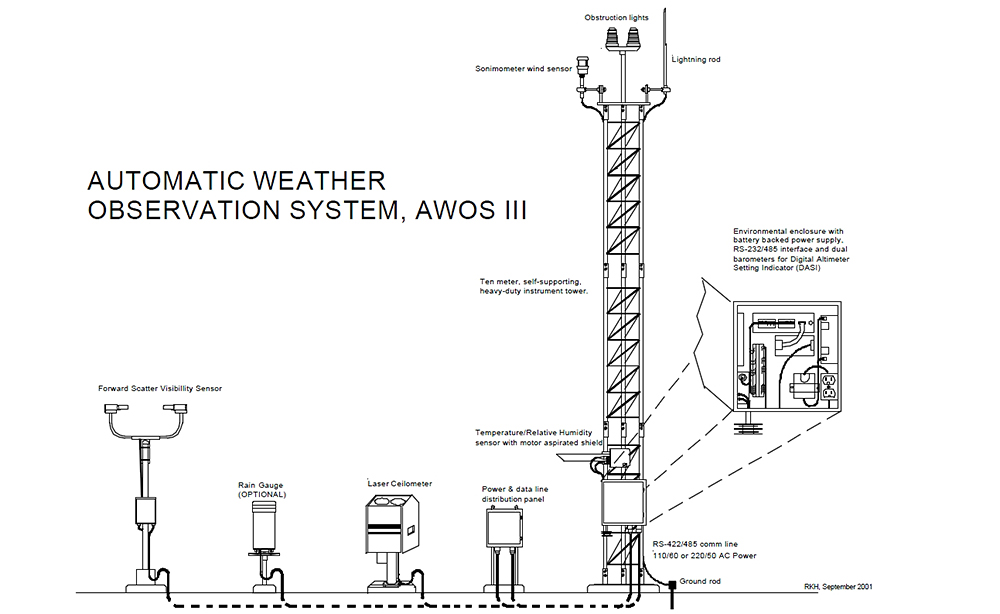 Obstruction lights
Lightning rod
Sonimometer wind sensor
AUTOMATIC WEATHER
OBSERVATION SYSTEM, AWOS III
Environmental enclosure with
battery backed power supply,
RS-232/485 interface and dual
barometers for Digital Altimeter
Setting Indicator (DASI)
Ten meter, self-supporting,
heavy-duty instrument tower.
Forward Scatter Visibillity Sensor
Temperature/Relative Humidity
sensor with motor aspirated shield
Rain Gauge
(OPTIONAL)
Laser Ceilometer
Power & data line
distribution panel
RS-422/485 comm line
110/60 or 220/50 AC Power
Ground rod
RKH, September 2001